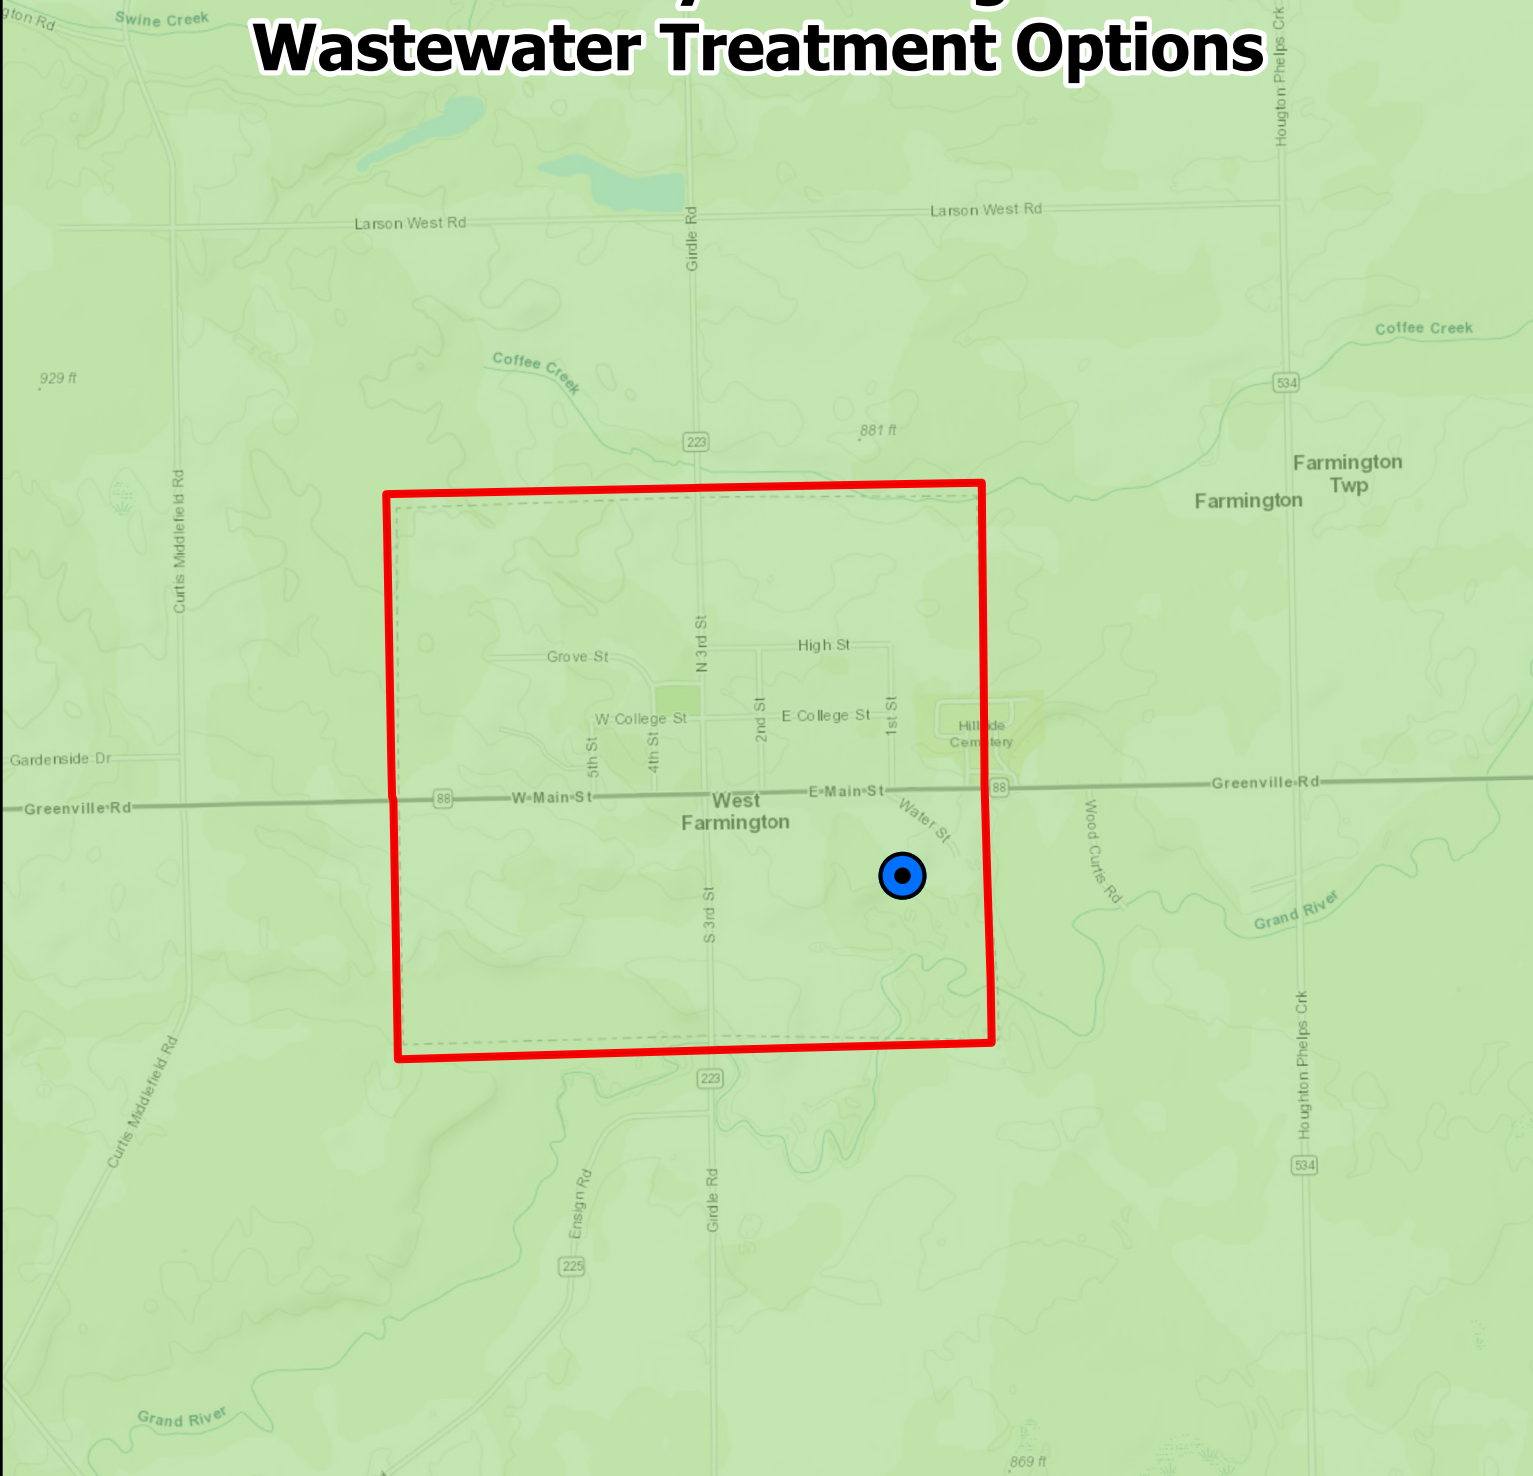 Wastewater Treatment Options
Swine Creek
Hougton Phelps Crk
Larson West Rd
Larson West Rd
Girdle Rd
Coffee Creek
Coffee Creek
929 ft
534
881 ft
223
Farmington
Twp
Farmington
Curtis Middlefield Rd
N 3rd St
High St
Grove St
W College St
E College St
2nd St
1st St
5th St
4th St
Hillside
Cemetery
Gardenside Dr
Greenville Rd
88
W Main St
E Main St
88
Greenville Rd
West
Farmington
Water St
Wood Curtis Rd
S 3rd St
Grand River
Houghton Phelps Crk
Curtis Middlefield Rd
223
534
Ensign Rd
Girdle Rd
225
Grand River
869 ft